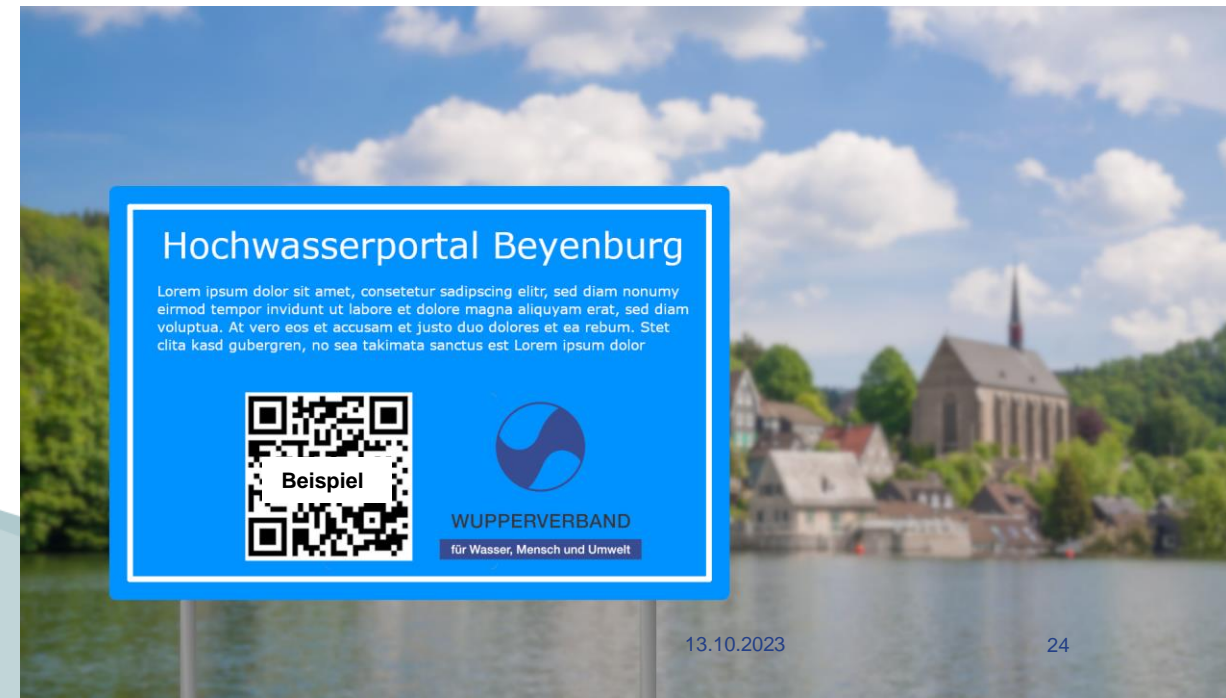 Hochwasserportal Beyenburg
Lorem ipsum dolor sit amet, consetetur sadipscing elitr, sed diam nonumy
eirmod tempor invidunt ut labore et dolore magna aliquyam erat, sed diam
voluptua. At vero eos et accusam et justo duo dolores et ea rebum. Stet
clita kasd gubergren, no sea takimata sanctus est Lorem ipsum dolor
Beispiel
WUPPERVERBAND
für Wasser, Mensch und Umwelt
13.10.2023
24